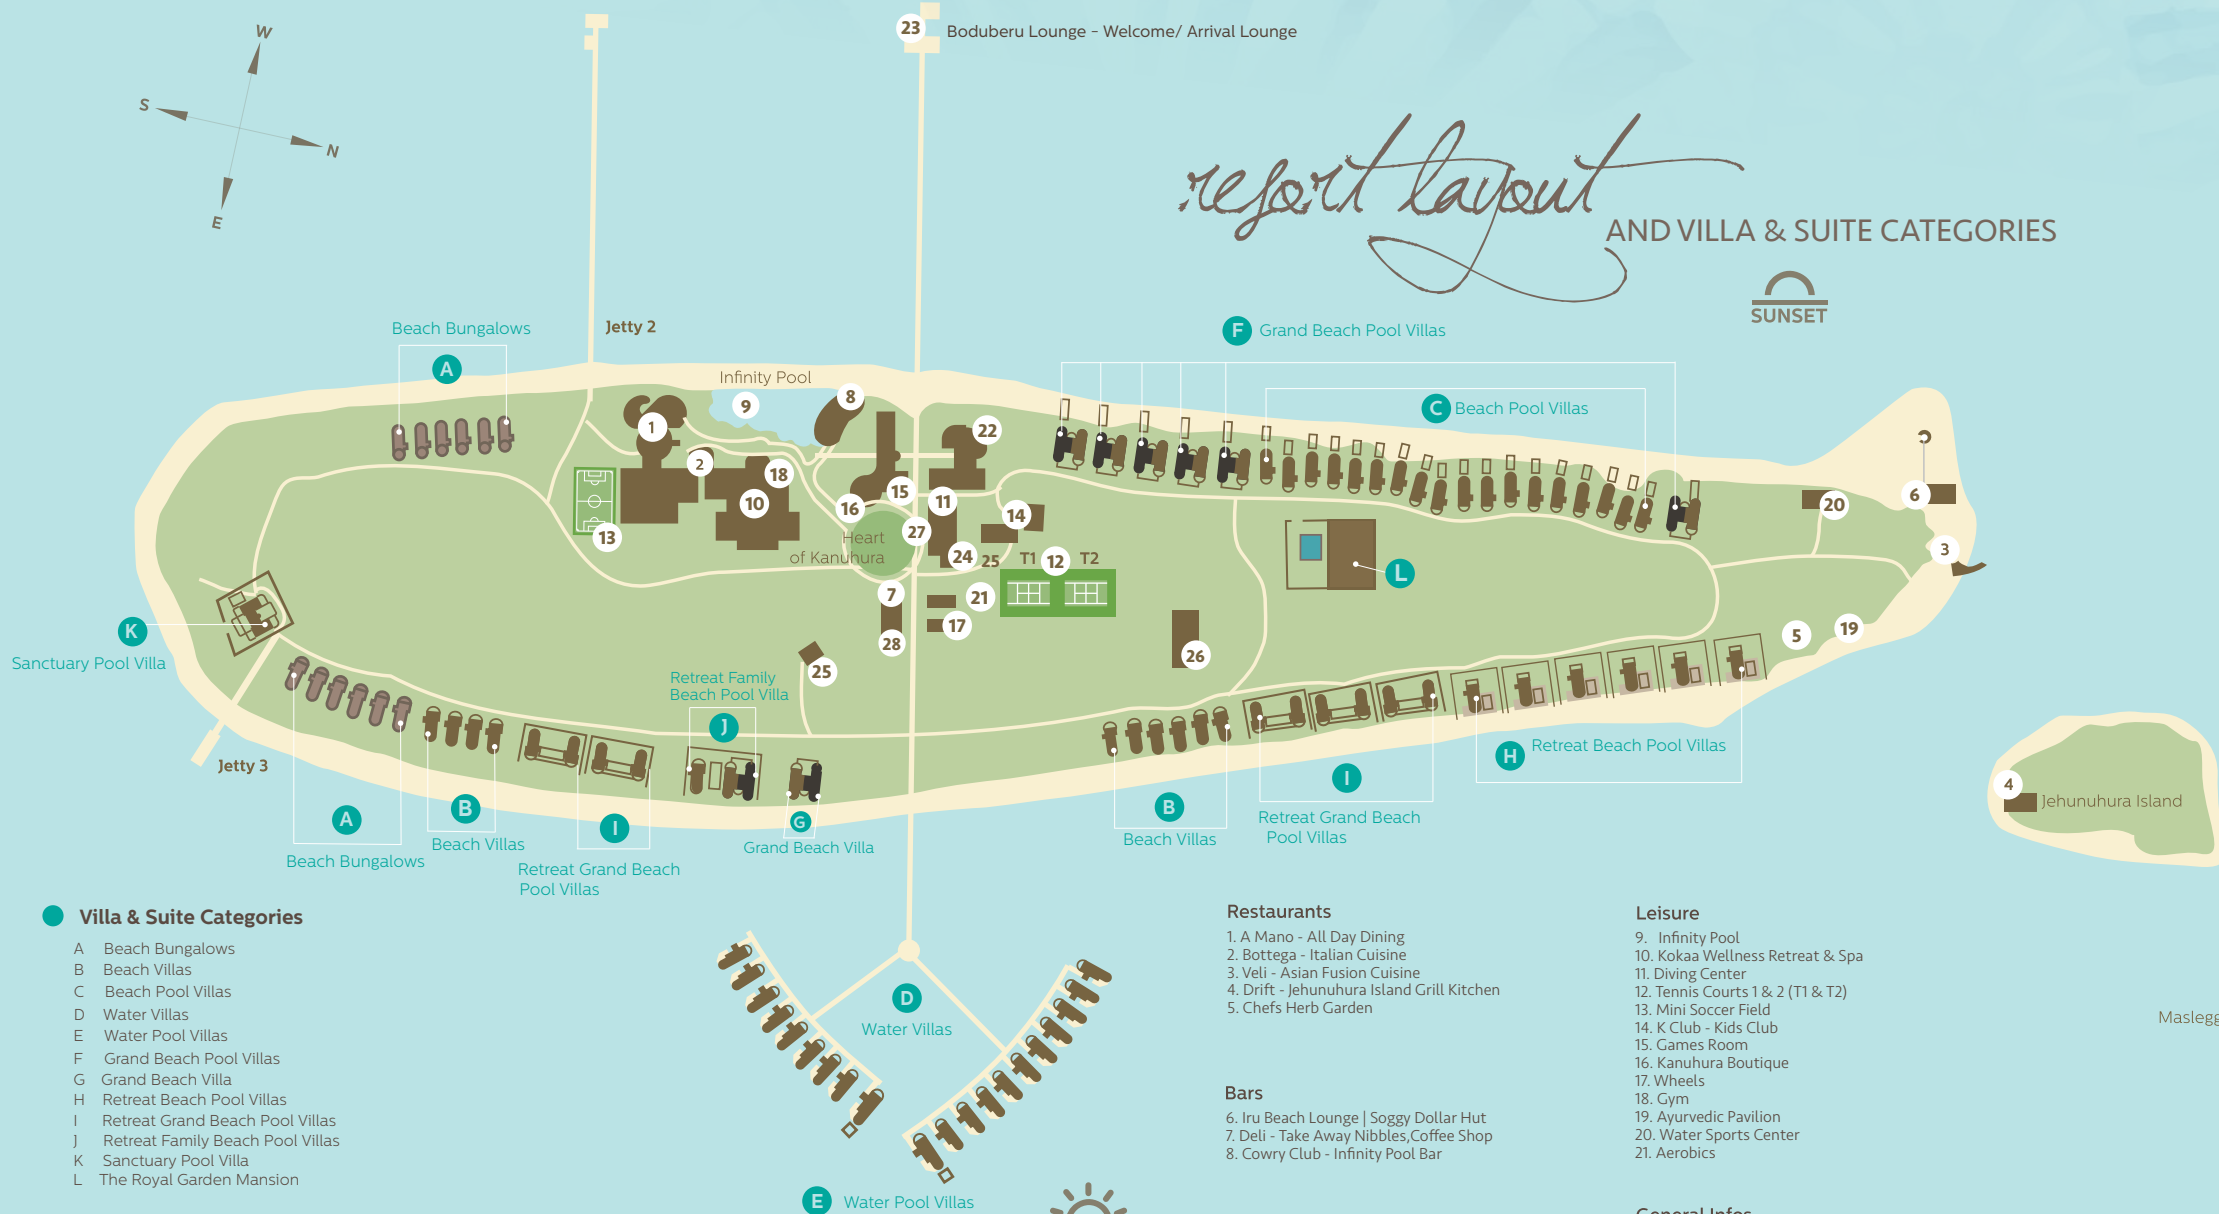 W
S
N
E
23
Boduberu Lounge - Welcome/ Arrival Lounge
resort layout
AND VILLA & SUITE CATEGORIES
SUNSET
Jetty 2
Beach Bungalows
A
F
Grand Beach Pool Villas
Infinity Pool
9
8
1
2
18
10
13
C
Beach Pool Villas
22
15
16
11
14
27
Heart
of Kanuhura
24
25
T1
12
T2
7
21
17
28
25
26
L
20
6
3
5
19
K
Sanctuary Pool Villa
Jetty 3
Retreat Family
Beach Pool Villa
J
A
Beach Bungalows
B
Beach Villas
I
Retreat Grand Beach
Pool Villas
G
Grand Beach Villa
B
Beach Villas
I
Retreat Grand Beach
Pool Villas
H
Retreat Beach Pool Villas
4
Jehunuhura Island
D
Water Villas
E
Water Pool Villas
Villa & Suite Categories
A Beach Bungalows
B Beach Villas
C Beach Pool Villas
D Water Villas
E Water Pool Villas
F Grand Beach Pool Villas
G Grand Beach Villa
H Retreat Beach Pool Villas
I Retreat Grand Beach Pool Villas
J Retreat Family Beach Pool Villas
K Sanctuary Pool Villa
L The Royal Garden Mansion
Restaurants
1. A Mano - All Day Dining
2. Bottega - Italian Cuisine
3. Veli - Asian Fusion Cuisine
4. Drift - Jehunuhura Island Grill Kitchen
5. Chefs Herb Garden
Bars
6. Iru Beach Lounge | Soggy Dollar Hut
7. Deli - Take Away Nibbles,Coffee Shop
8. Cowry Club - Infinity Pool Bar
Leisure
9. Infinity Pool
10. Kokaa Wellness Retreat & Spa
11. Diving Center
12. Tennis Courts 1 & 2 (T1 & T2)
13. Mini Soccer Field
14. K Club - Kids Club
15. Games Room
16. Kanuhura Boutique
17. Wheels
18. Gym
19. Ayurvedic Pavilion
20. Water Sports Center
21. Aerobics
General Infos